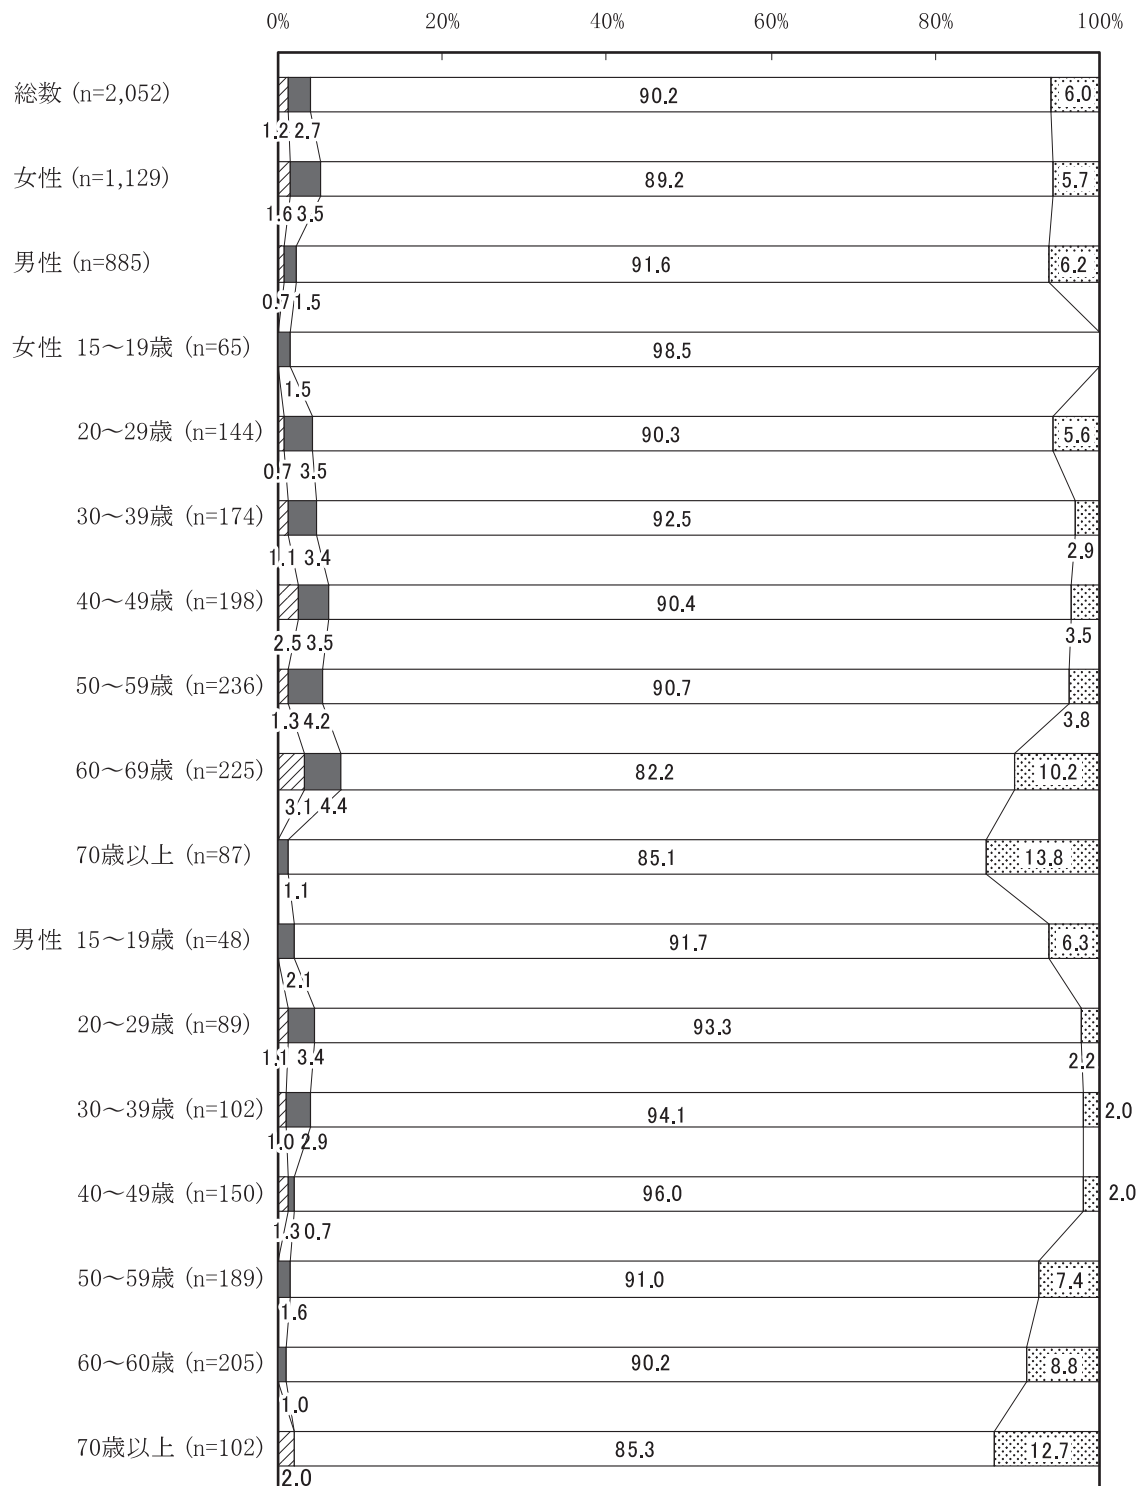 0% 20% 40% 60% 80% 100%
総数 (n=2,052) 90.2 6.0
1.2 2.7
女性 (n=1,129) 89.2 5.7
1.6 3.5
男性 (n=885) 91.6 6.2
0.7 1.5
女性 15～19歳 (n=65) 98.5
1.5
20～29歳 (n=144) 90.3 5.6
0.7 3.5
30～39歳 (n=174) 92.5
1.1 3.4 2.9
40～49歳 (n=198) 90.4
2.5 3.5 3.5
50～59歳 (n=236) 90.7
1.3 4.2 3.8
60～69歳 (n=225) 82.2 10.2
3.1 4.4
70歳以上 (n=87) 85.1 13.8
1.1
男性 15～19歳 (n=48) 91.7 6.3
2.1
20～29歳 (n=89) 93.3
1.1 3.4 2.2
30～39歳 (n=102) 94.1 2.0
1.0 2.9
40～49歳 (n=150) 96.0 2.0
1.3 0.7
50～59歳 (n=189) 91.0 7.4
1.6
60～60歳 (n=205) 90.2 8.8
1.0
70歳以上 (n=102) 85.3 12.7
2.0